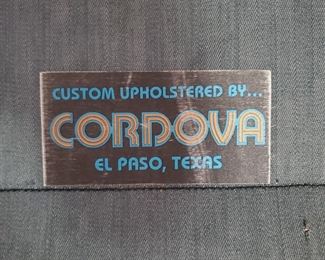 CUSTOM UPHOLSTERED BY...
CORDOVA
EL PASO, TEXAS